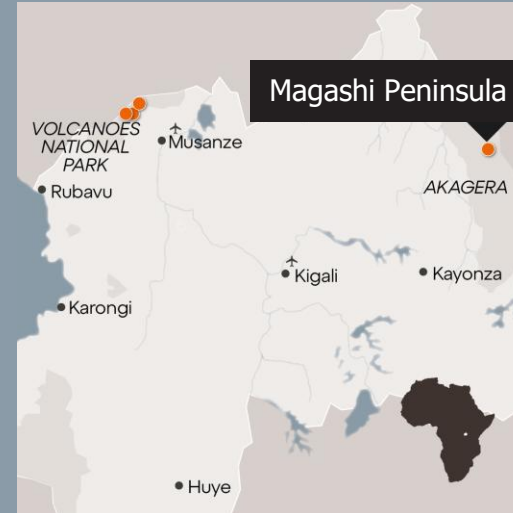 Magashi Peninsula
VOLCANOES
NATIONAL
PARK
Musanze
Rubavu
AKAGERA
Kigali
Kayonza
Karongi
Huye